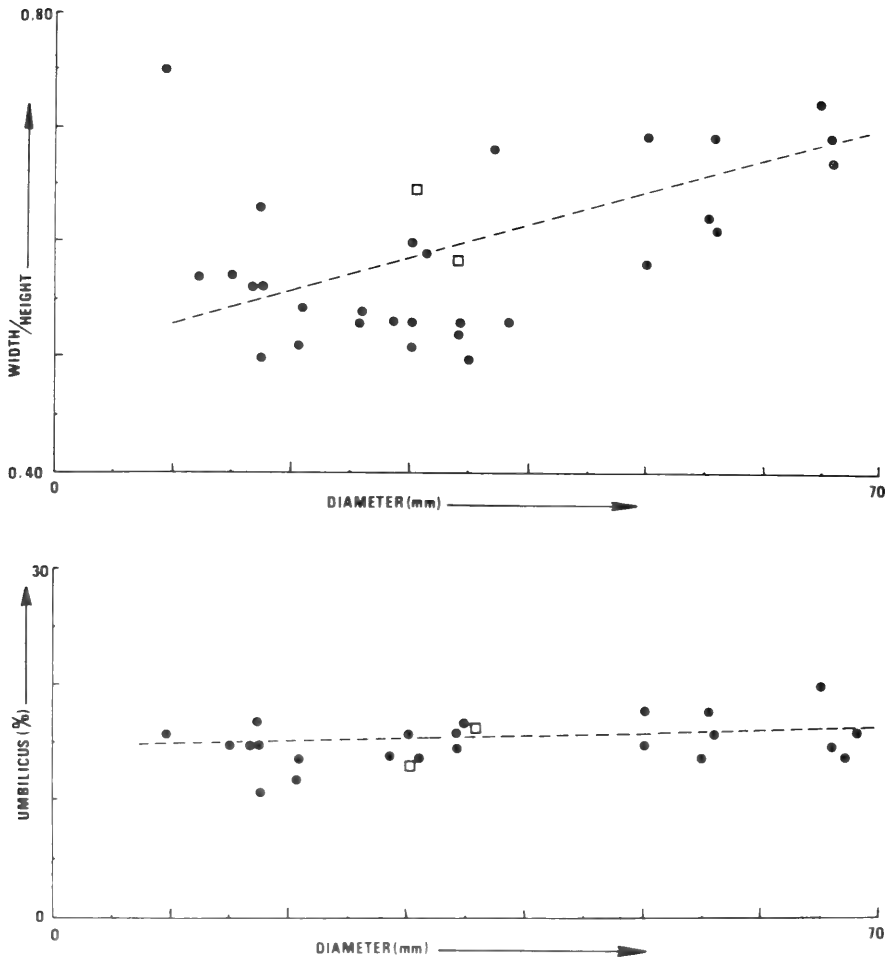 0.80
WIDTH/HEIGHT
0.40
0
70
DIAMETER (mm)
30
UMBILICUS (%)
0
0
70
DIAMETER (mm)